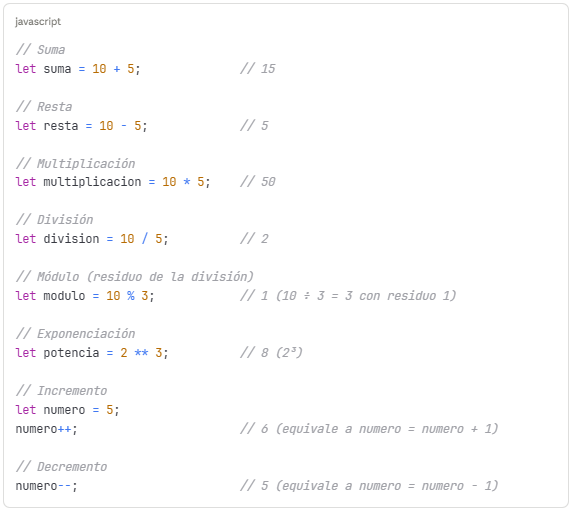 javascript
// Suma
let suma = 10 + 5; // 15
// Resta
let resta = 10 - 5; // 5
// Multiplicación
let multiplicacion = 10 * 5; // 50
// División
let division = 10 / 5; // 2
// Módulo (residuo de la división)
let modulo = 10 % 3; // 1 (10 ÷ 3 = 3 con residuo 1)
// Exponenciación
let potencia = 2 ** 3; // 8 (2³)
// Incremento
let numero = 5;
numero++; // 6 (equivale a numero = numero + 1)
// Decremento
numero--; // 5 (equivale a numero = numero - 1)